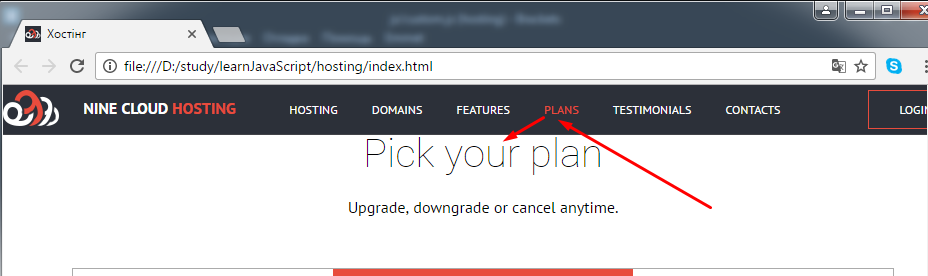 Хостінг
file:///D:/study/learnJavaScript/hosting/index.html
NINE CLOUD HOSTING HOSTING DOMAINS FEATURES PLANS TESTIMONIALS CONTACTS LOGIN
Pick your plan
Upgrade, downgrade or cancel anytime.